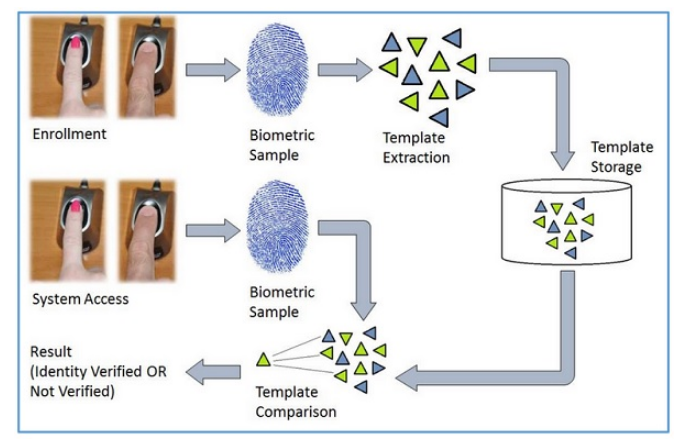 Enrollment
Biometric
Sample
Template
Extraction
Template
Storage
System Access
Biometric
Sample
Result
(Identity Verified OR
Not Verified)
Template
Comparison